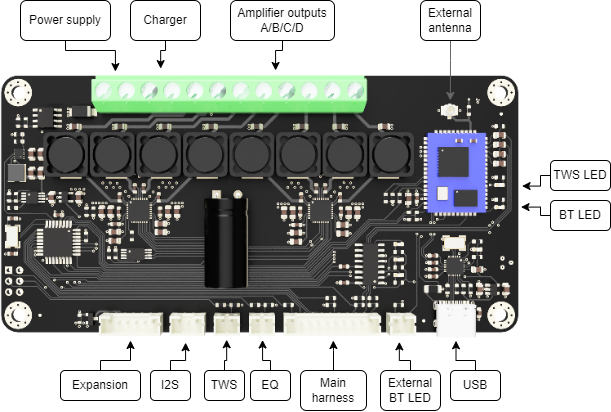 Power supply
Charger
Amplifier outputs
A/B/C/D
External
antenna
TWS LED
BT LED
Expansion
I2S
TWS
EQ
Main
harness
External
BT LED
USB